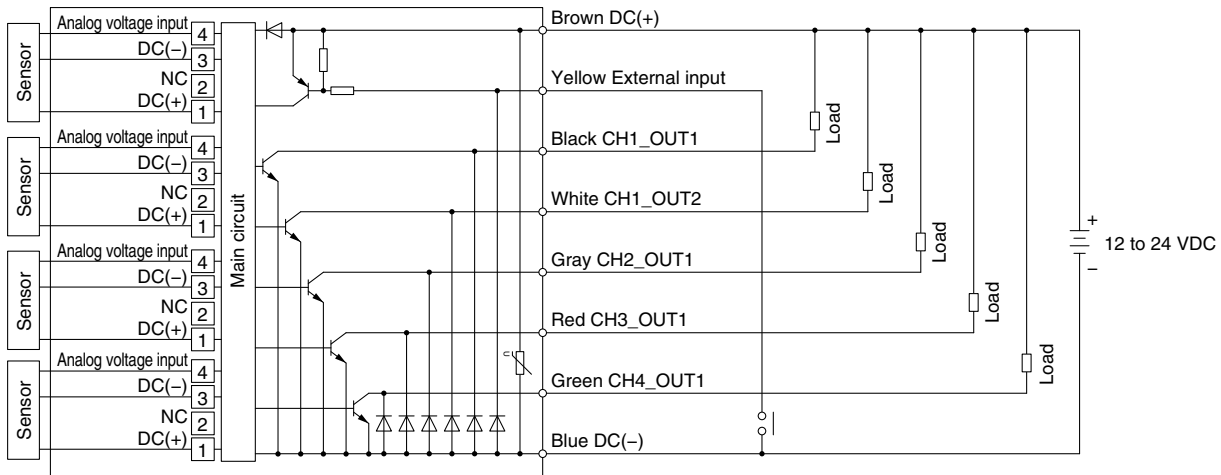 Sensor
Analog voltage input 4
DC(−) 3
NC 2
DC(+) 1
Sensor
Analog voltage input 4
DC(−) 3
NC 2
DC(+) 1
Sensor
Analog voltage input 4
DC(−) 3
NC 2
DC(+) 1
Sensor
Analog voltage input 4
DC(−) 3
NC 2
DC(+) 1
Main circuit
Brown DC(+)
Yellow External input
Black CH1_OUT1
White CH1_OUT2
Gray CH2_OUT1
Red CH3_OUT1
Green CH4_OUT1
Blue DC(−)
Load
Load
Load
Load
Load
+
12 to 24 VDC
−